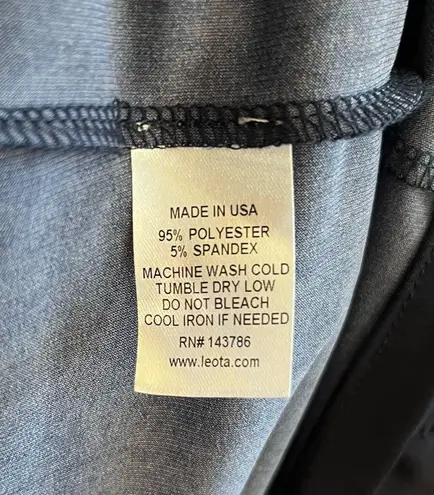 MADE IN USA
95% POLYESTER
5% SPANDEX
MACHINE WASH COLD
TUMBLE DRY LOW
DO NOT BLEACH
COOL IRON IF NEEDED
RN# 143786
www.leota.com